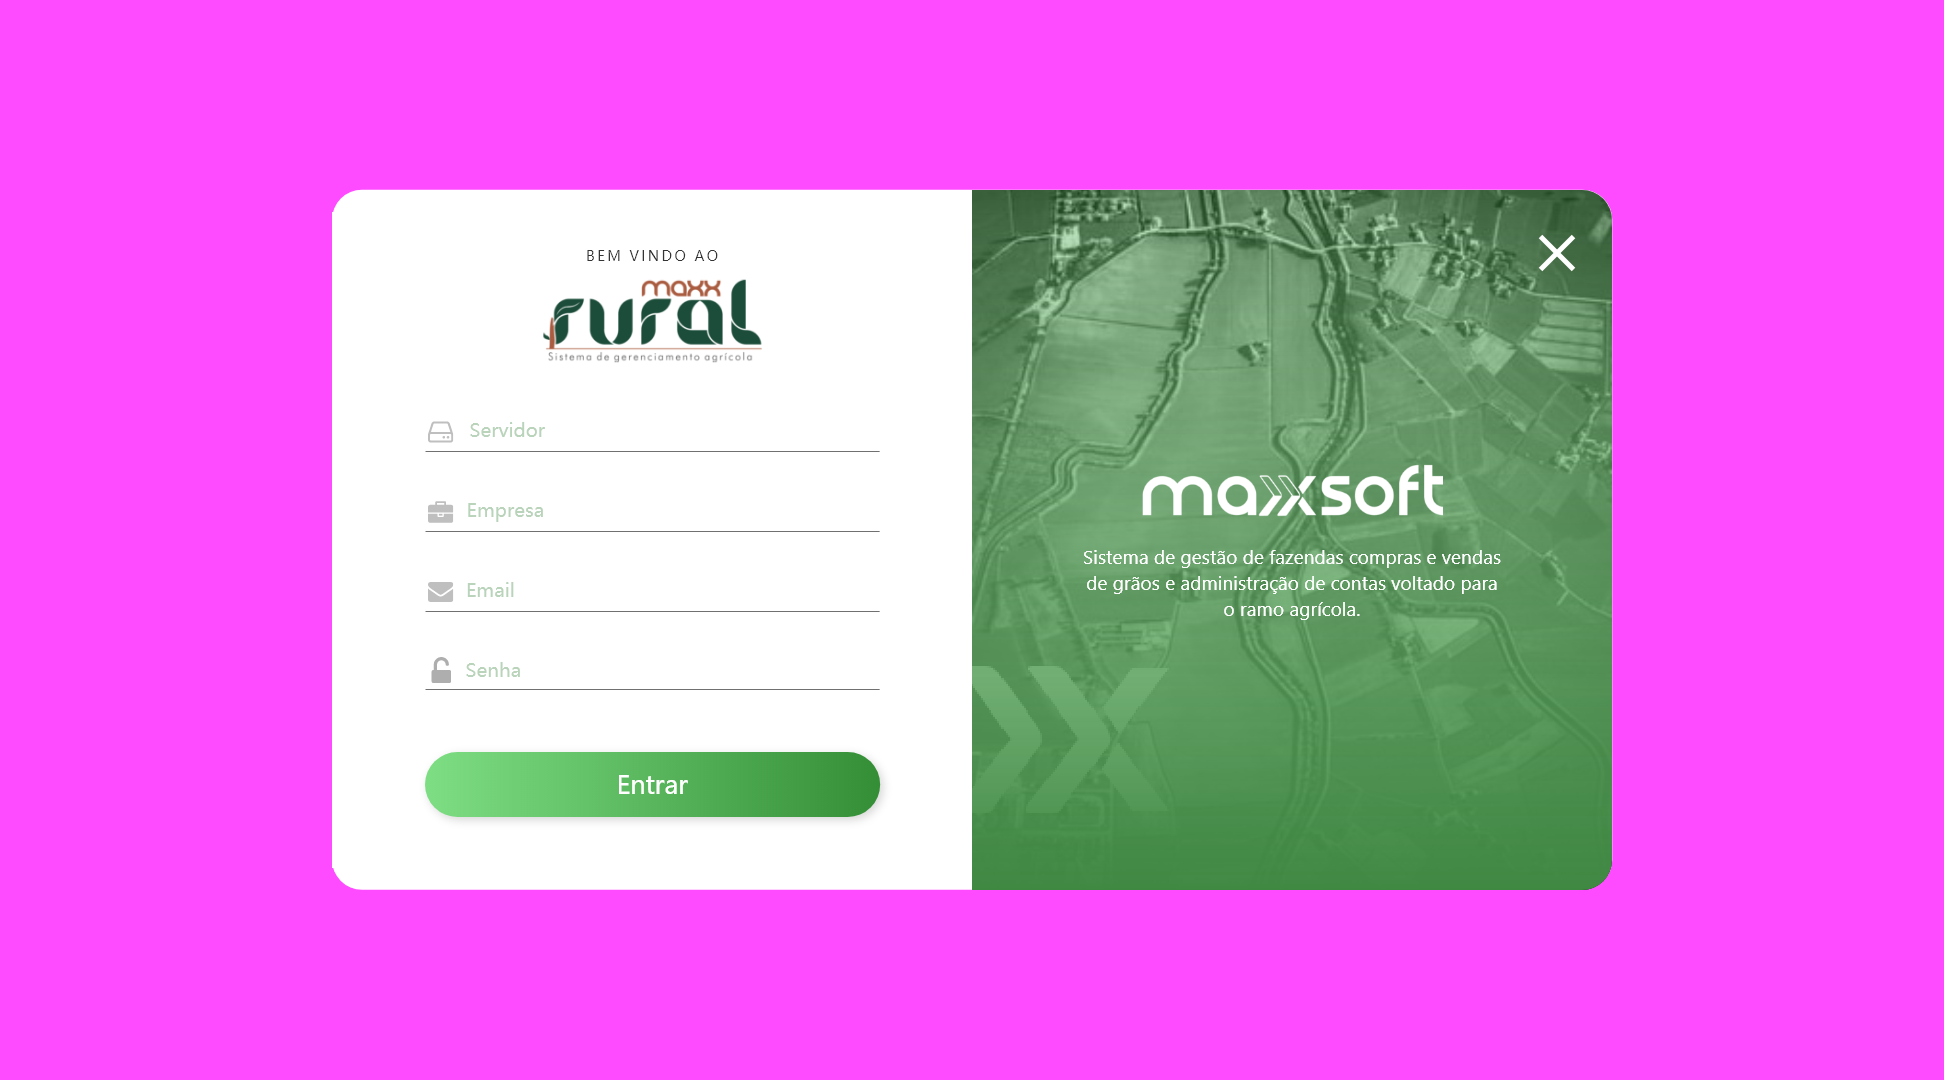 BEM VINDO AO
maxx
rural
Sistema de gerenciamento agrícola
Servidor
Empresa
Email
Senha
Entrar
maxxsoft
Sistema de gestão de fazendas compras e vendas
de grãos e administração de contas voltado para
o ramo agrícola.